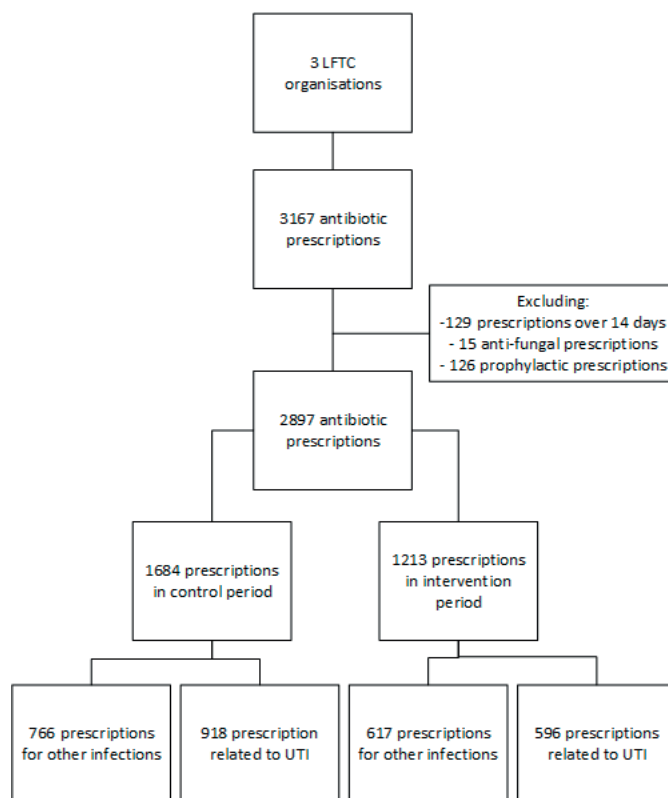 3 LFTC
organisations
3167 antibiotic
prescriptions
Excluding:
-129 prescriptions over 14 days
- 15 anti-fungal prescriptions
- 126 prophylactic prescriptions
2897 antibiotic
prescriptions
1684 prescriptions
in control period
1213 prescriptions
in intervention
period
766 prescriptions
for other infections
918 prescription
related to UTI
617 prescriptions
for other infections
596 prescriptions
related to UTI